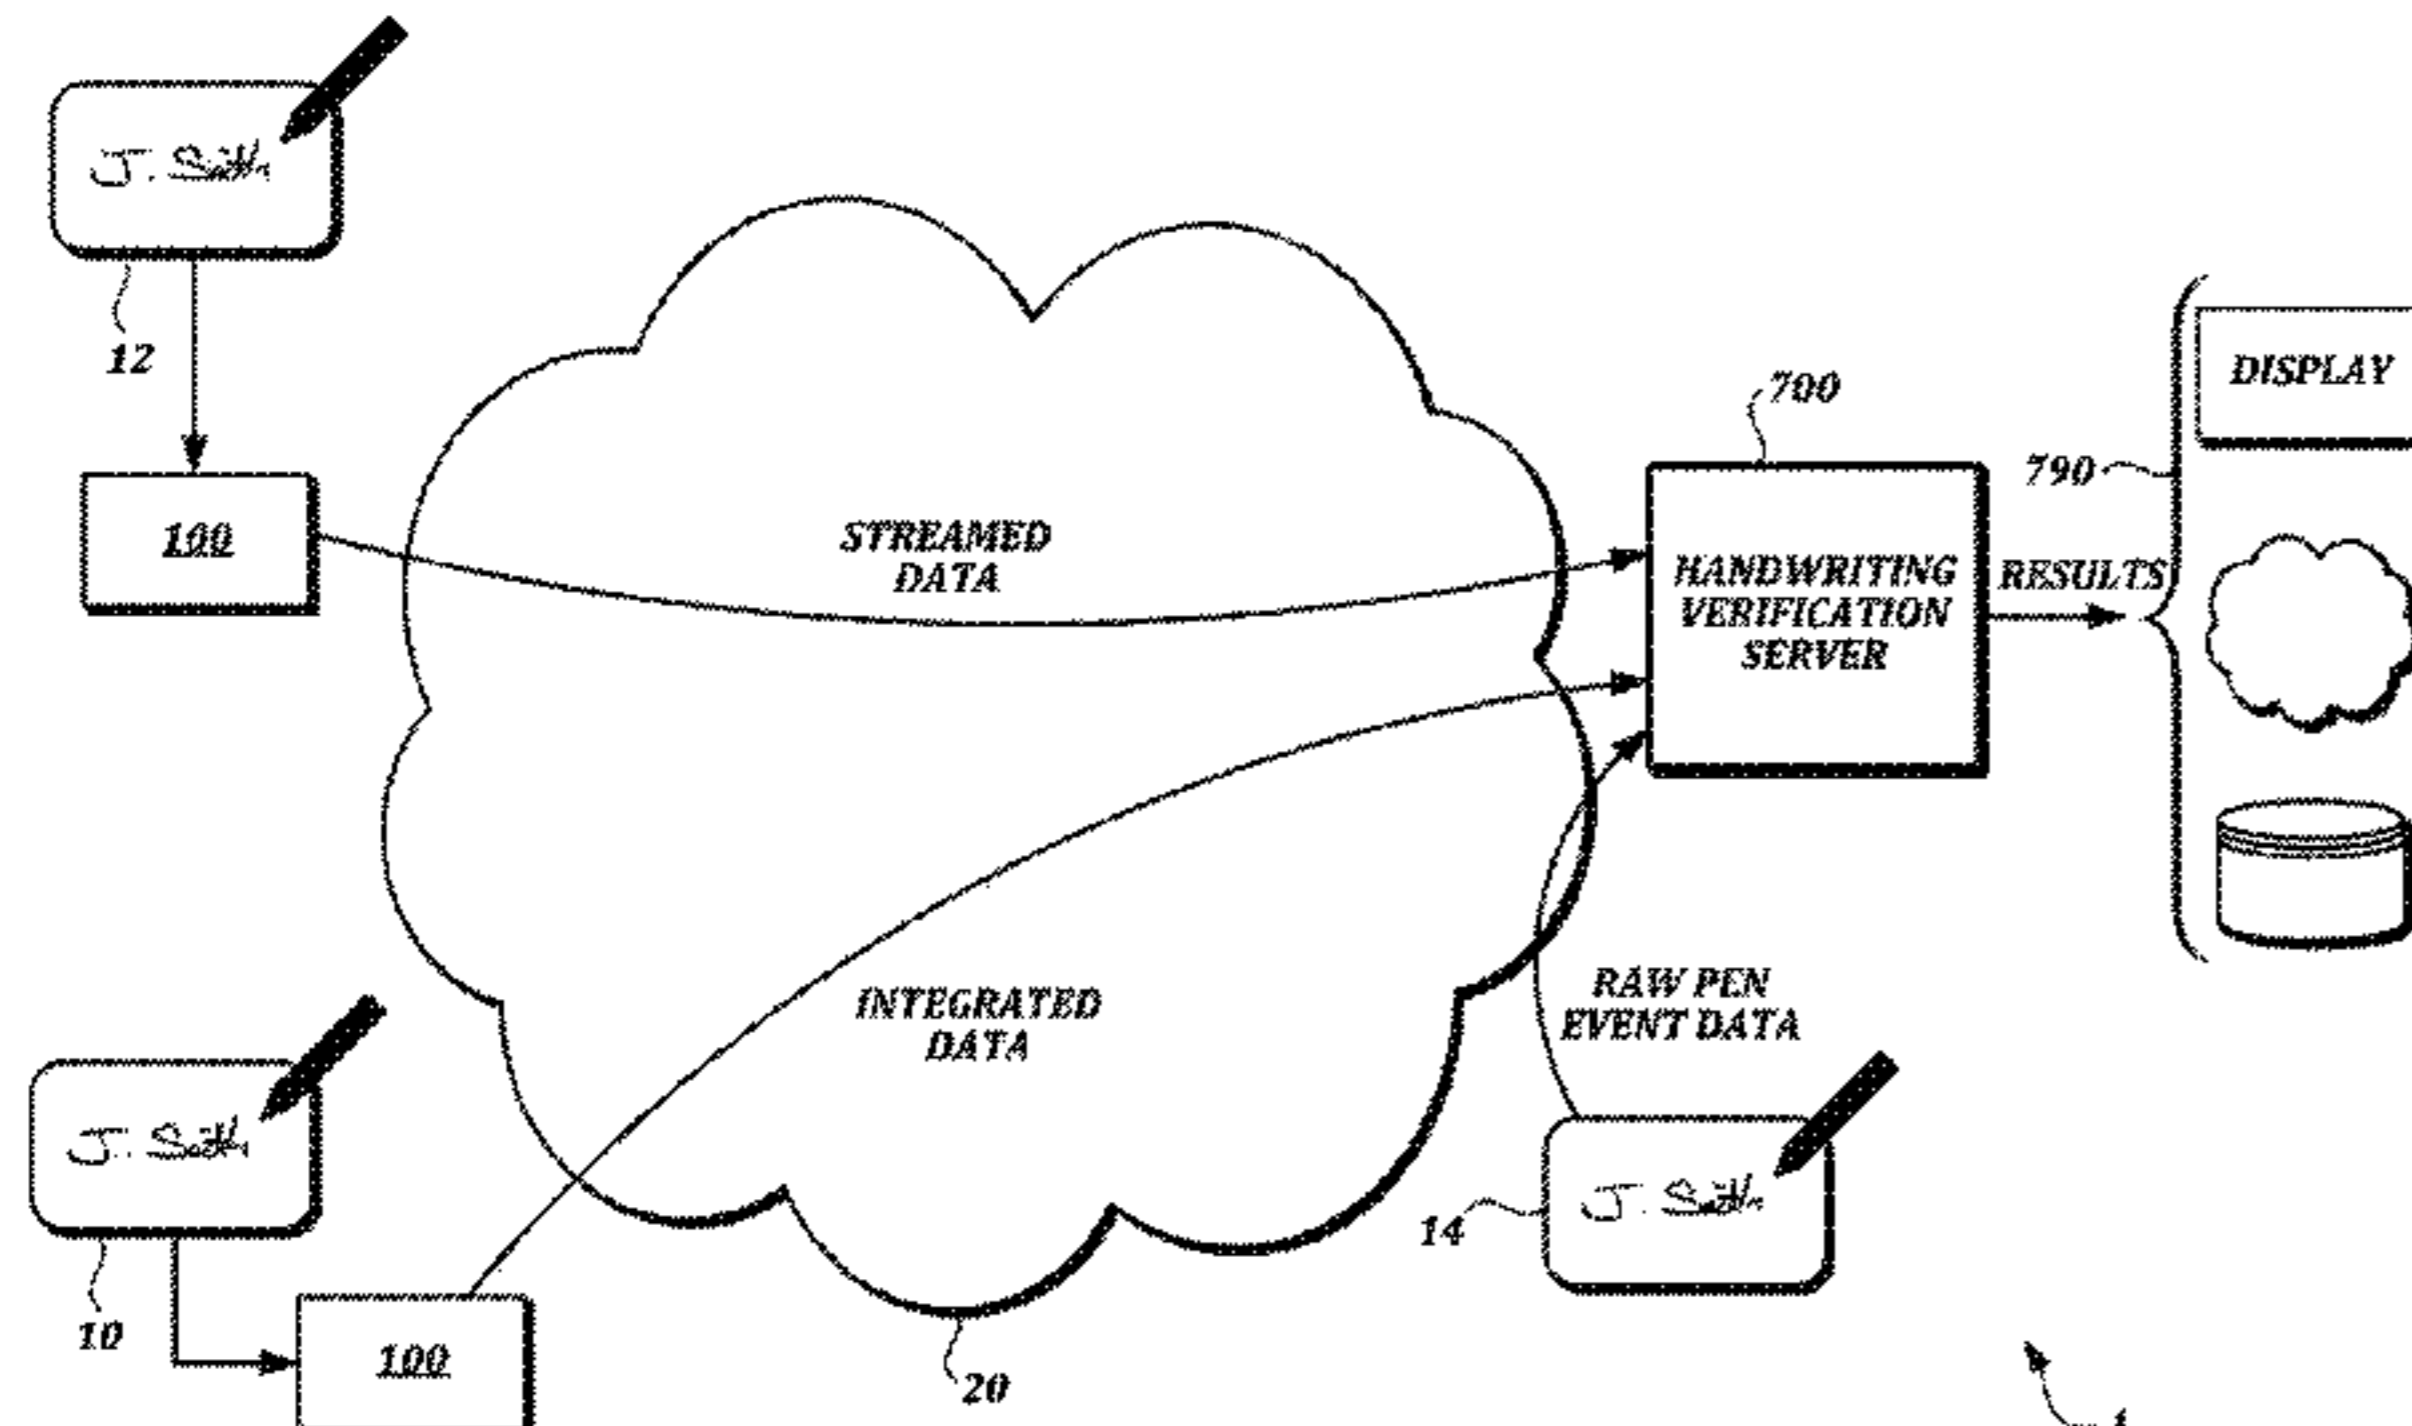 J. Smith
12
100
STREAMED
DATA
700
HANDWRITING
VERIFICATION
SERVER
RESULTS
790
DISPLAY
INTEGRATED
DATA
RAW PEN
EVENT DATA
J. Smith
10
100
20
14
J. Smith